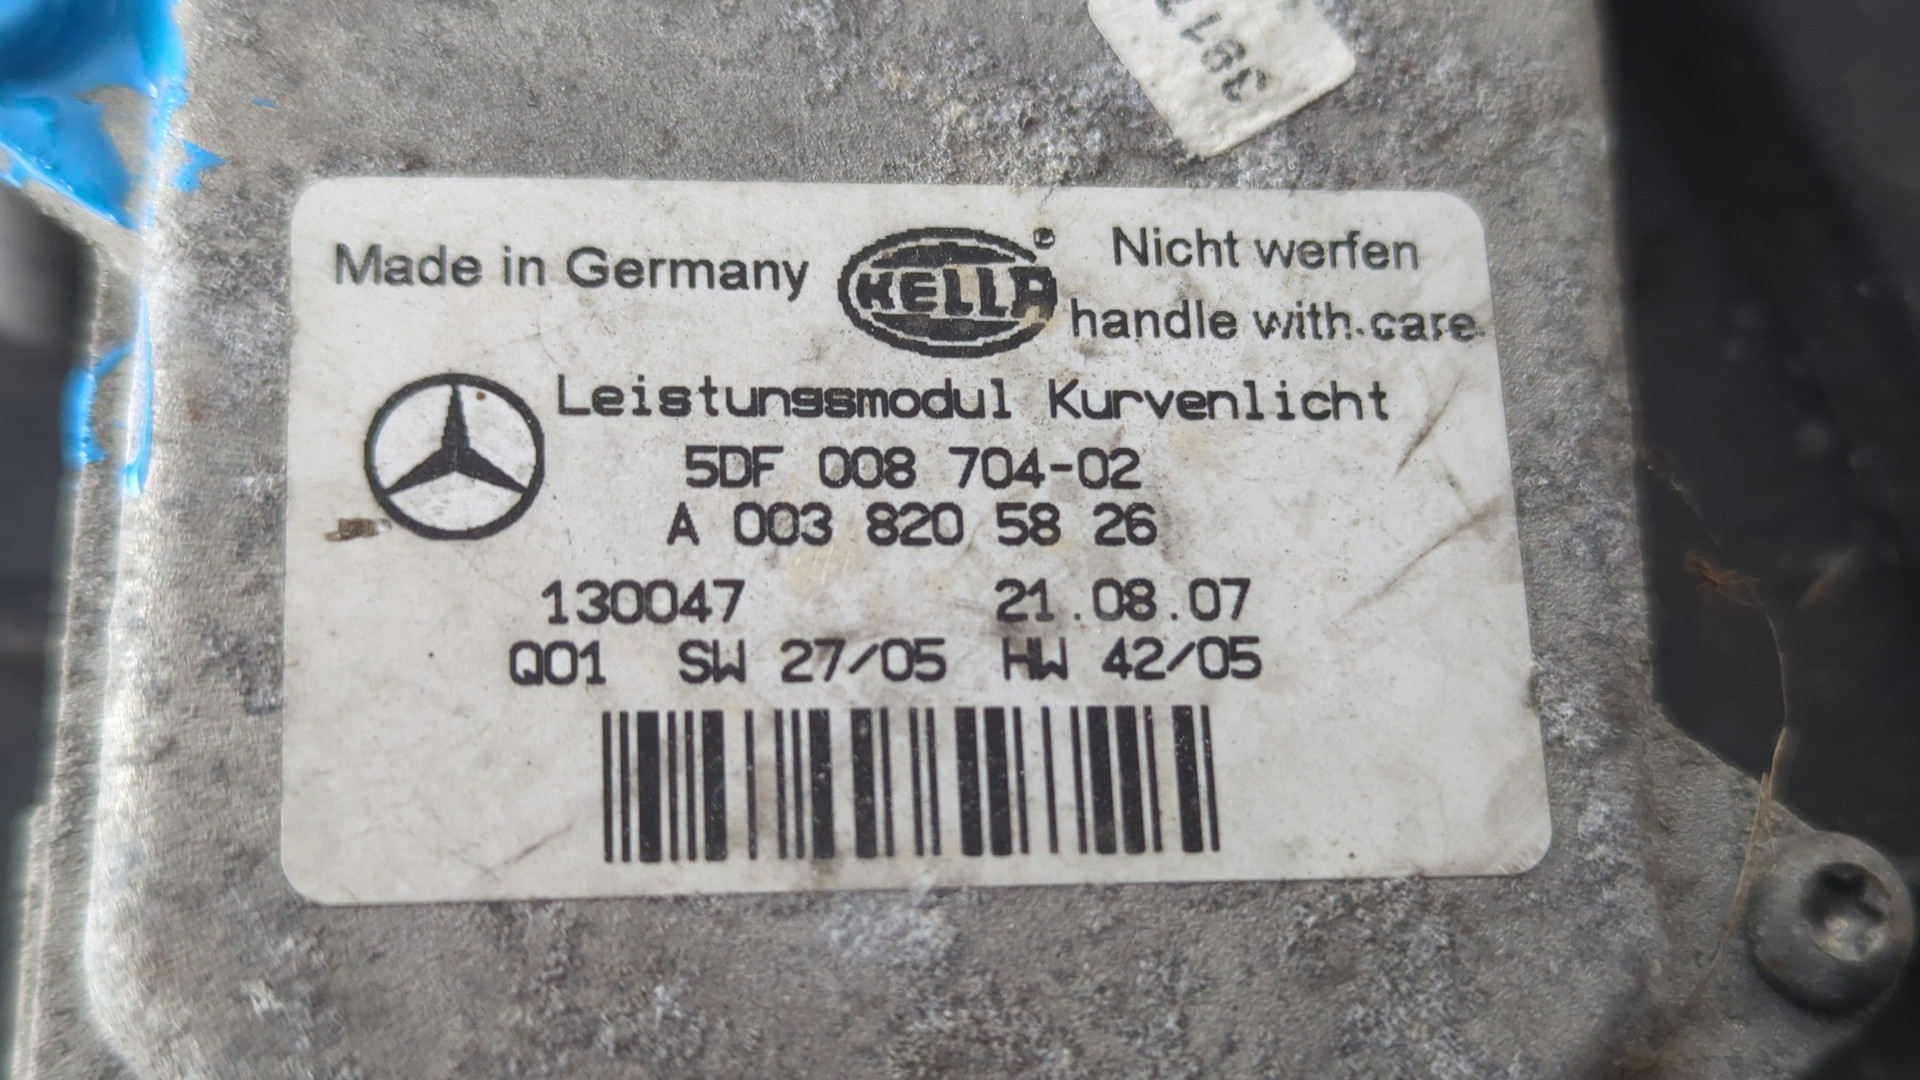 3817
Made in Germany
HELLA®
Nicht werfen
handle with care
Leistungsmodul Kurvenlicht
5DF 008 704-02
A 003 820 58 26
130047 21.08.07
Q01 SW 27/05 HW 42/05